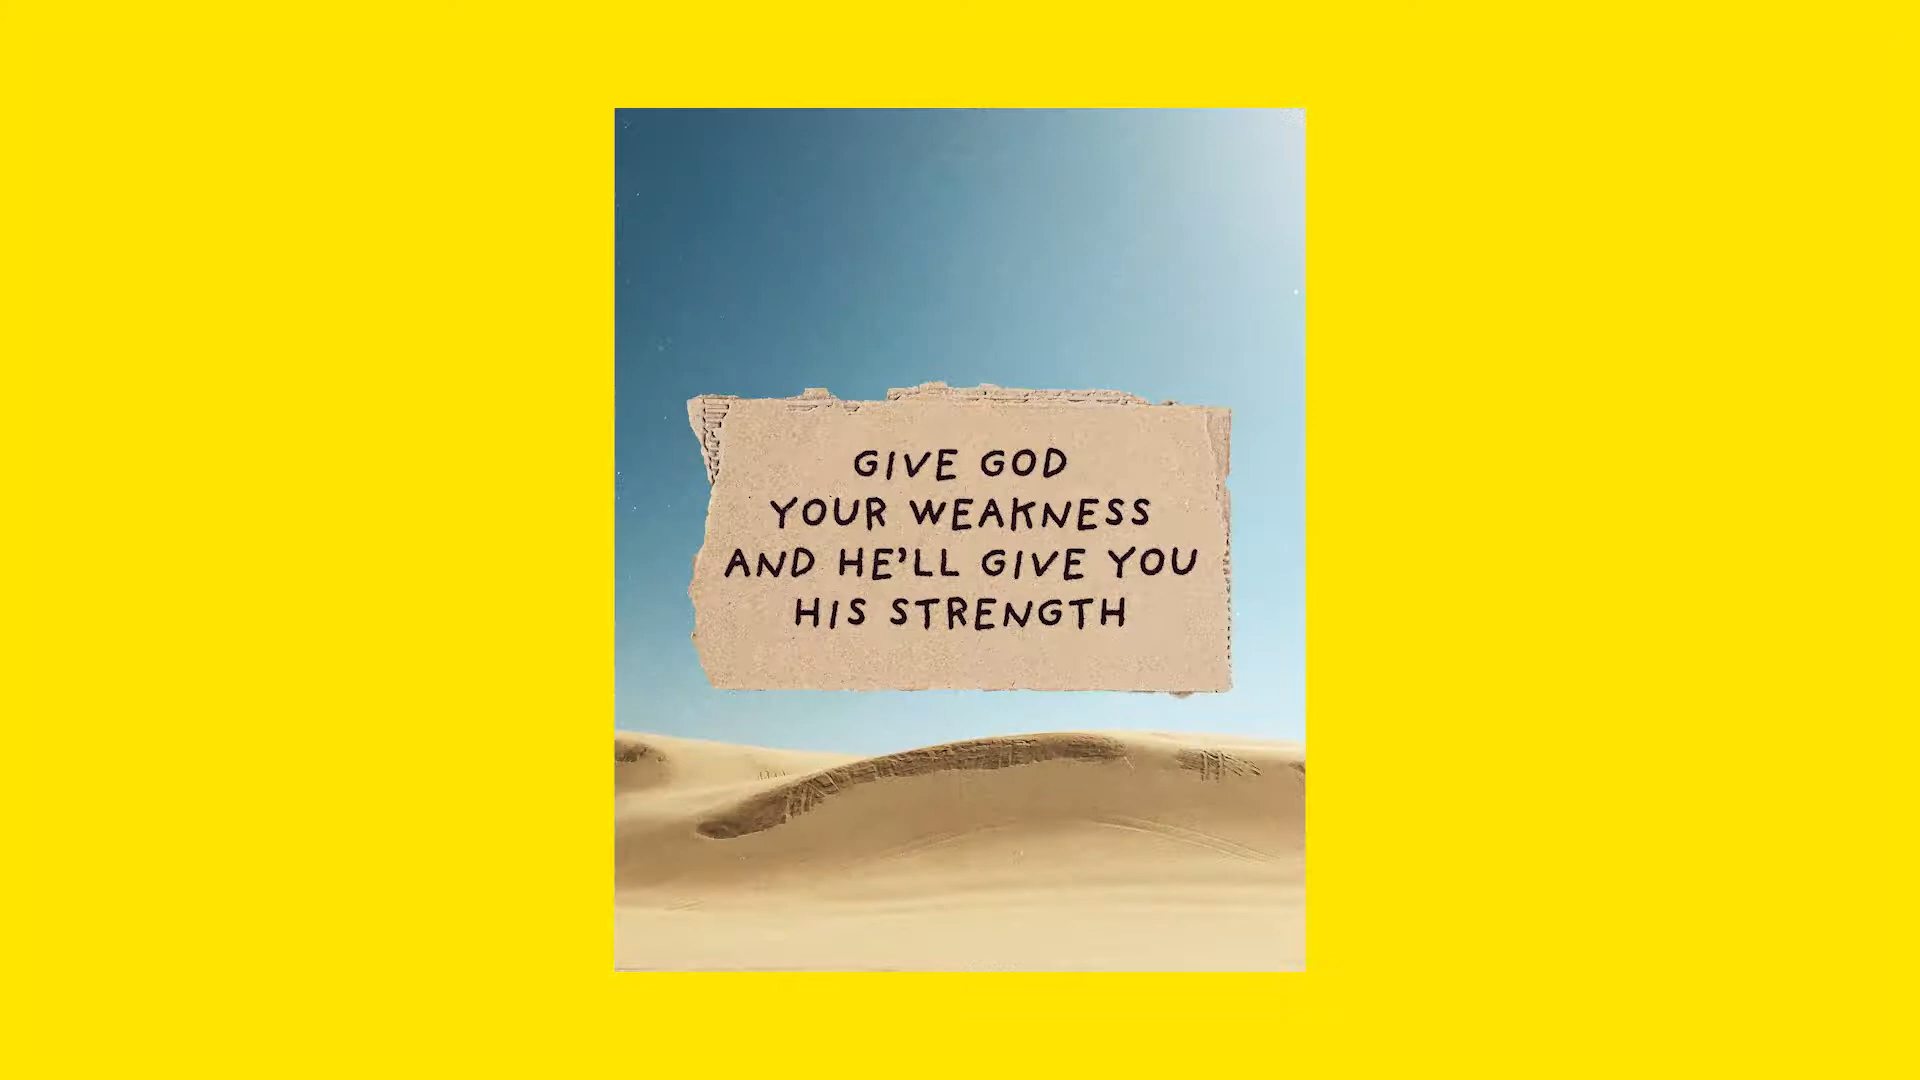 GIVE GOD
YOUR WEAKNESS
AND HE'LL GIVE YOU
HIS STRENGTH